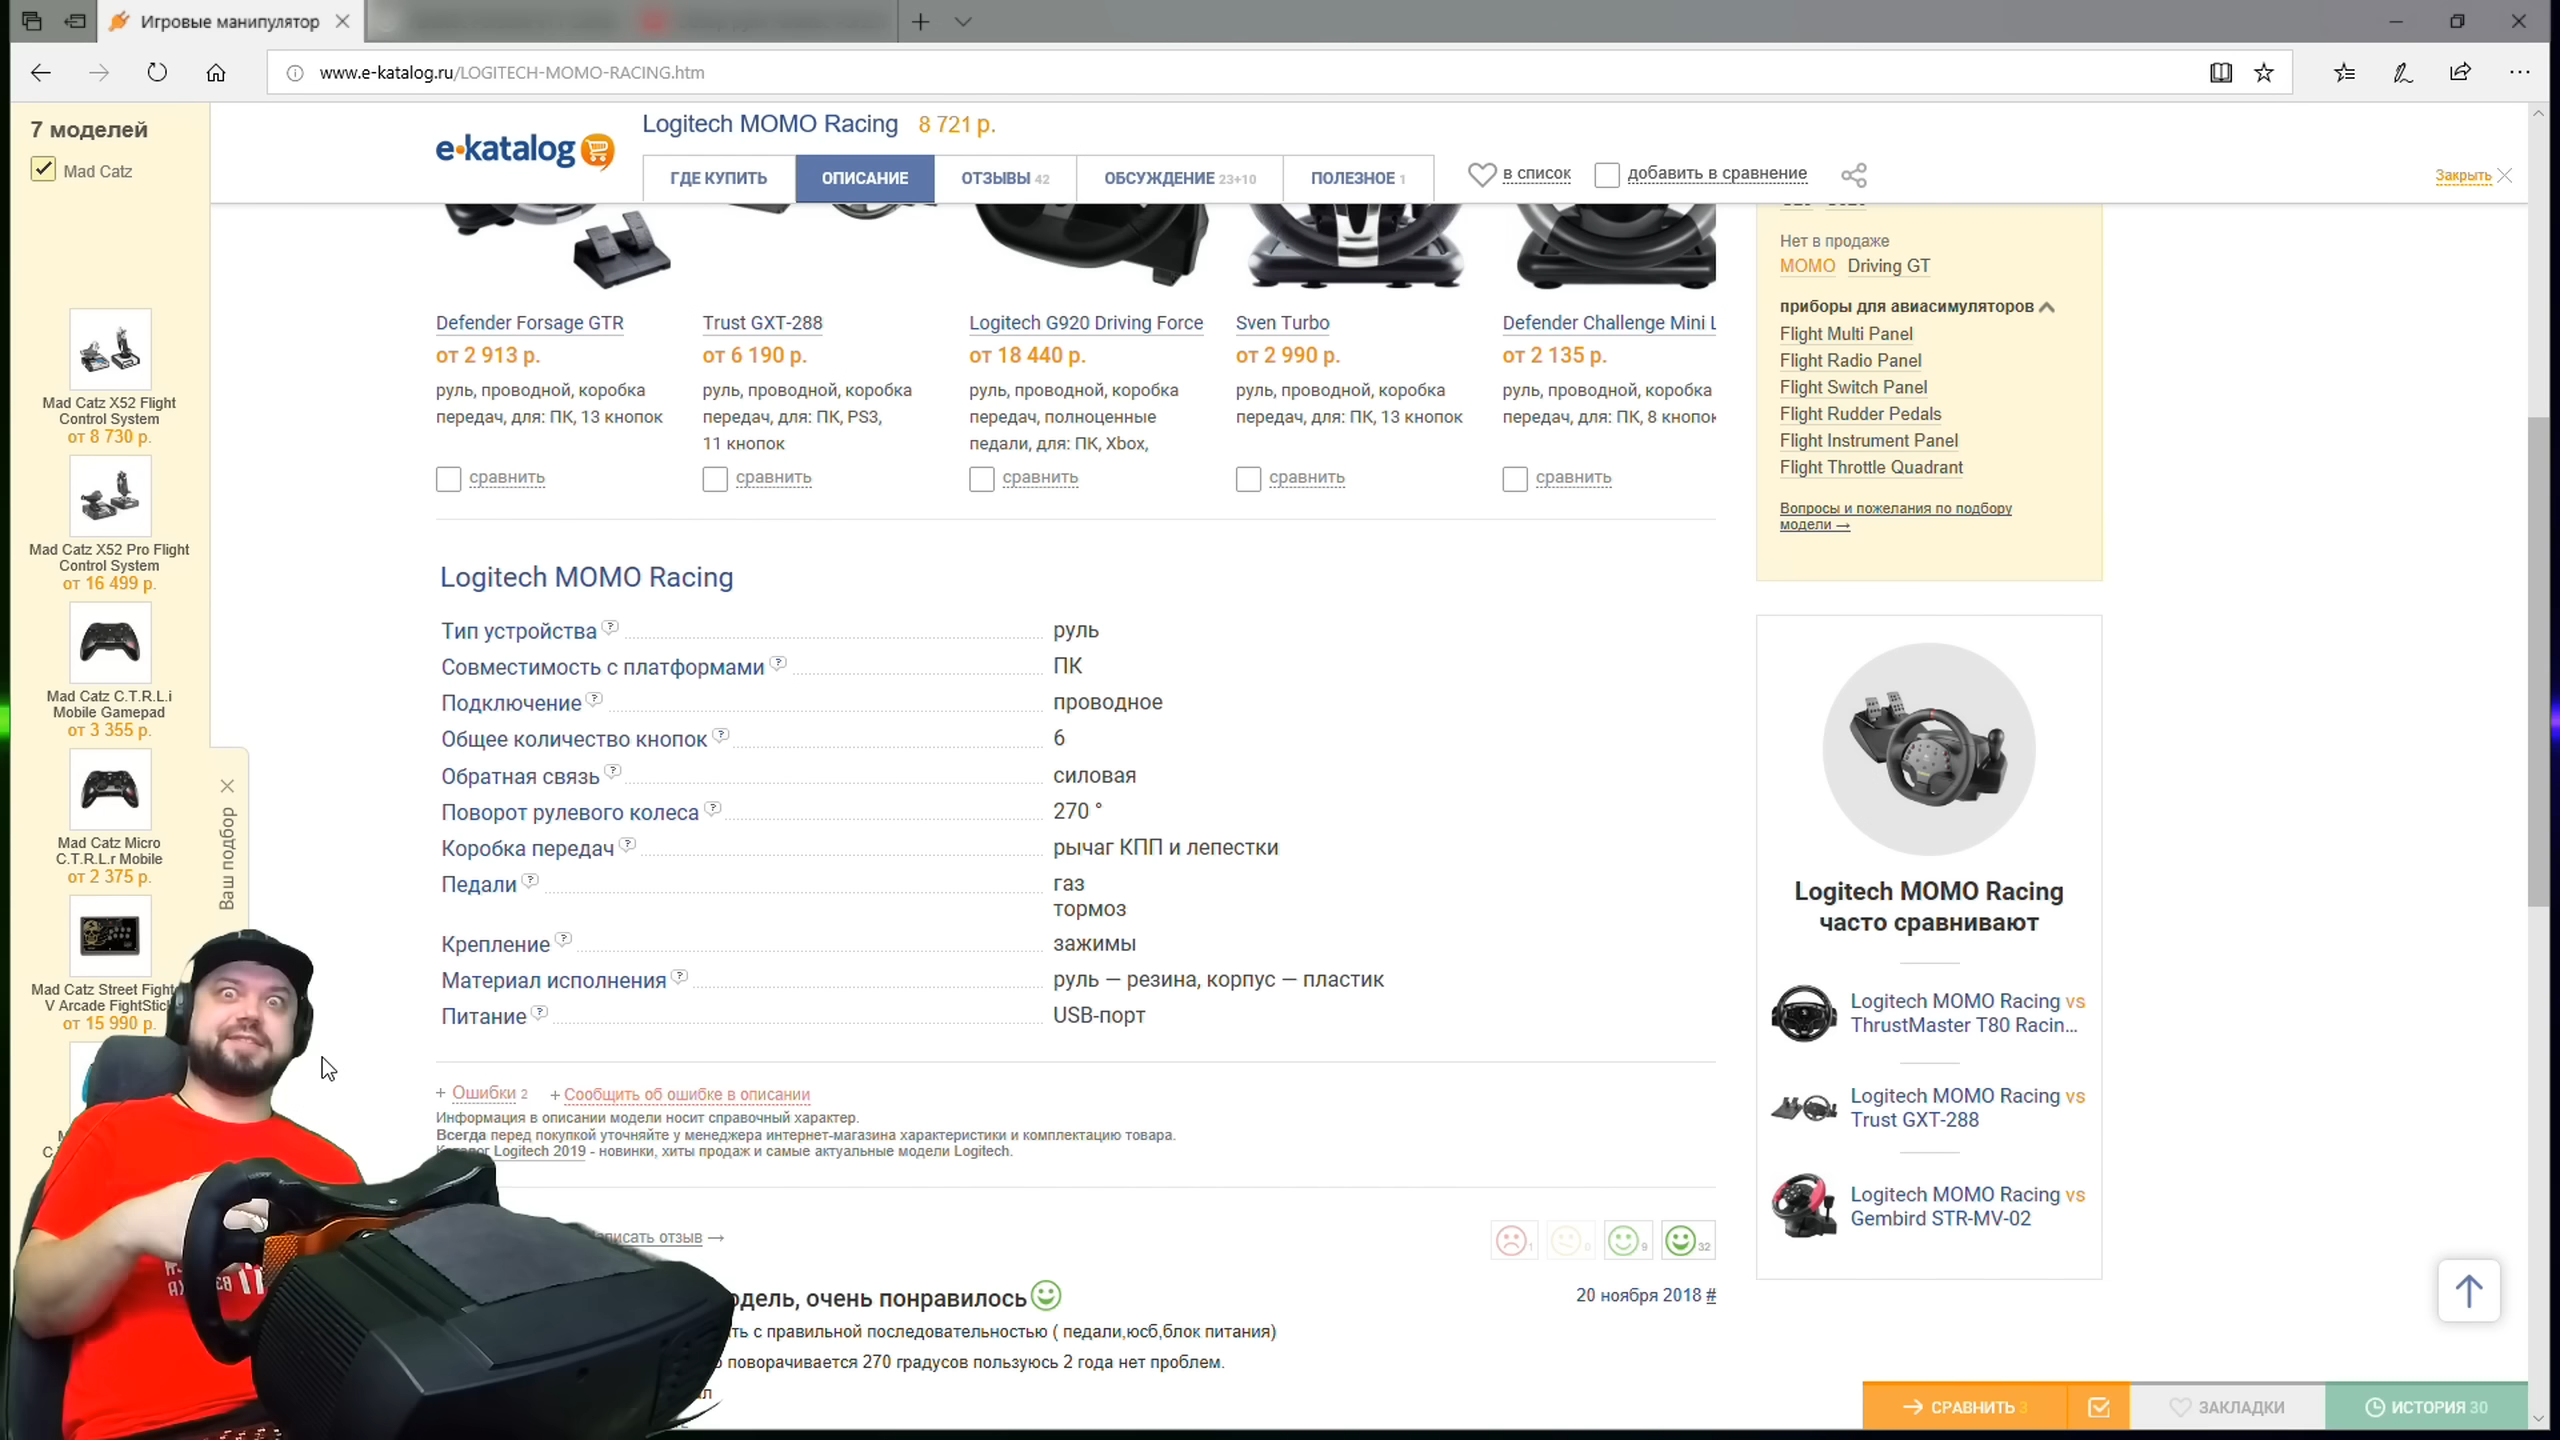 Игровые манипулятор
www.e-katalog.ru/LOGITECH-MOMO-RACING.htm
7 моделей
Mad Catz
Mad Catz X52 Flight
Control System
от 8 730 р.
Mad Catz X52 Pro Flight
Control System
от 16 499 р.
Mad Catz C.T.R.L.i
Mobile Gamepad
от 3 355 р.
Mad Catz Micro
C.T.R.L.r Mobile
от 2 375 р.
Mad Catz Street Fighte
V Arcade FightStick
от 15 990 р.
Ваш подбор
e-katalog
Logitech MOMO Racing 8 721 р.
ГДЕ КУПИТЬ
ОПИСАНИЕ
ОТЗЫВЫ 42
ОБСУЖДЕНИЕ 23+10
ПОЛЕЗНОЕ 1
в список
добавить в сравнение
Закрыть
Defender Forsage GTR
от 2 913 р.
руль, проводной, коробка
передач, для: ПК, 13 кнопок
сравнить
Trust GXT-288
от 6 190 р.
руль, проводной, коробка
передач, для: ПК, PS3,
11 кнопок
сравнить
Logitech G920 Driving Force
от 18 440 р.
руль, проводной, коробка
передач, полноценные
педали, для: ПК, Xbox,
сравнить
Sven Turbo
от 2 990 р.
руль, проводной, коробка
передач, для: ПК, 13 кнопок
сравнить
Defender Challenge Mini L
от 2 135 р.
руль, проводной, коробка
передач, для: ПК, 8 кнопок
сравнить
Logitech MOMO Racing
Тип устройства руль
Совместимость с платформами ПК
Подключение проводное
Общее количество кнопок 6
Обратная связь силовая
Поворот рулевого колеса 270 °
Коробка передач рычаг КПП и лепестки
Педали газ
тормоз
Крепление зажимы
Материал исполнения руль — резина, корпус — пластик
Питание USB-порт
+ Ошибки 2 + Сообщить об ошибке в описании
Информация в описании модели носит справочный характер.
Всегда перед покупкой уточняйте у менеджера интернет-магазина характеристики и комплектацию товара.
Logitech 2019 - новинки, хиты продаж и самые актуальные модели Logitech.
писать отзыв →
1 0 9 32
одель, очень понравилось
20 ноября 2018 #
ть с правильной последовательностью ( педали,юсб,блок питания)
поворачивается 270 градусов пользуюсь 2 года нет проблем.
Нет в продаже
MOMO Driving GT
приборы для авиасимуляторов
Flight Multi Panel
Flight Radio Panel
Flight Switch Panel
Flight Rudder Pedals
Flight Instrument Panel
Flight Throttle Quadrant
Вопросы и пожелания по подбору
модели →
Logitech MOMO Racing
часто сравнивают
Logitech MOMO Racing vs
ThrustMaster T80 Racin...
Logitech MOMO Racing vs
Trust GXT-288
Logitech MOMO Racing vs
Gembird STR-MV-02
СРАВНИТЬ 3
ЗАКЛАДКИ
ИСТОРИЯ 30